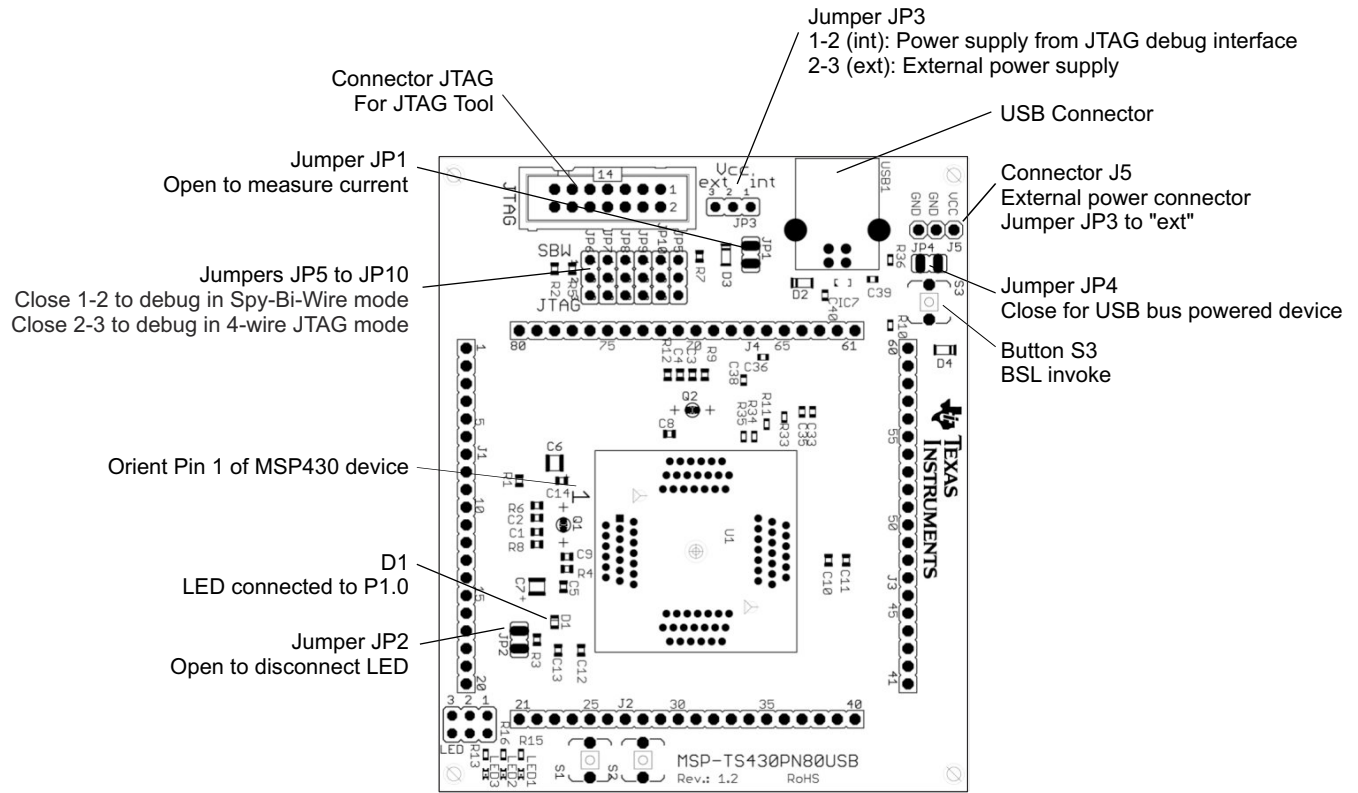 Jumper JP3
1-2 (int): Power supply from JTAG debug interface
2-3 (ext): External power supply
Connector JTAG
For JTAG Tool
USB Connector
Jumper JP1
Open to measure current
Connector J5
External power connector
Jumper JP3 to "ext"
Jumpers JP5 to JP10
Close 1-2 to debug in Spy-Bi-Wire mode
Close 2-3 to debug in 4-wire JTAG mode
Jumper JP4
Close for USB bus powered device
Button S3
BSL invoke
Orient Pin 1 of MSP430 device
D1
LED connected to P1.0
Jumper JP2
Open to disconnect LED
14
1
2
JTAG
Vcc
ext int
3 2 1
JP3
USB1
GND
GND
VCC
JP4
J5
JP1
SBW
JP6
JP7
JP8
JP9
JP10
JP5
JTAG
R2
R5
R7
D3
D2
IC7
C40
C39
R36
S3
R10
D4
80 75 70 J4 65 61
R12
C4
C3
R9
C36
C38
Q2
C8
R35
R34
R11
R33
C35
C33
1
5
J1
10
15
20
60
55
50
J3
45
41
TEXAS
INSTRUMENTS
C6
R1
C14
1
R6
C2
C1
R8
Q1
C9
R4
C5
C7
U1
C10
C11
D1
JP2
R3
C13
C12
3 2 1
LED
21 25 J2 30 35 40
R13
R16
R15
LED3
LED2
LED1
S1
S2
MSP-TS430PN80USB
Rev.: 1.2 RoHS